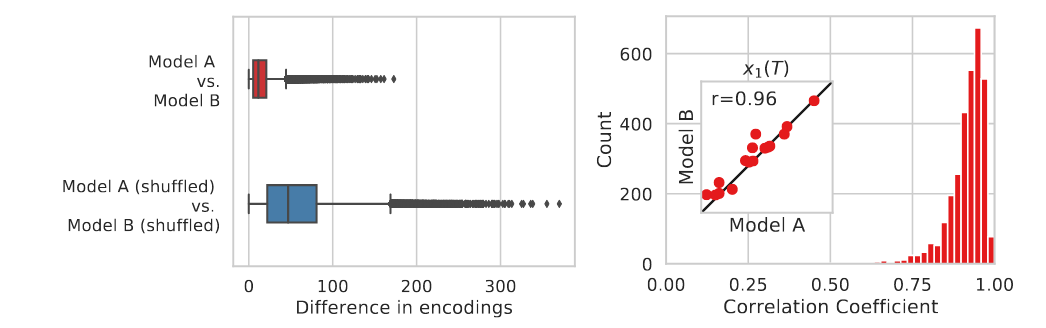 Model A
vs.
Model B
Model A (shuffled)
vs.
Model B (shuffled)
0 100 200 300
Difference in encodings
600
400
200
0
Count
x₁(T)
r=0.96
Model B
Model A
0.00 0.25 0.50 0.75 1.00
Correlation Coefficient